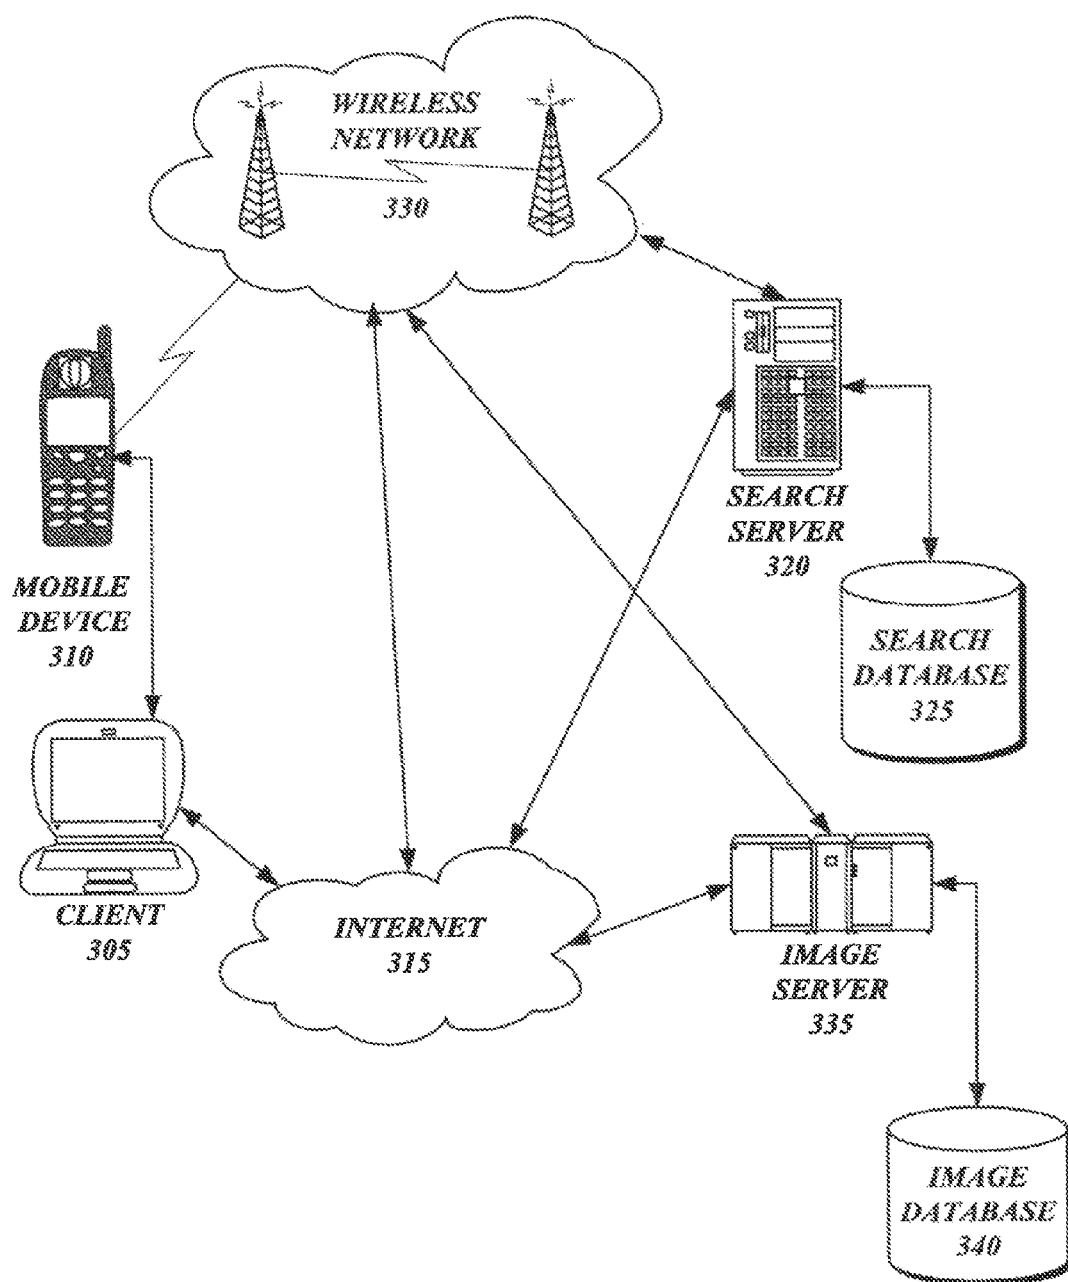 WIRELESS
NETWORK
330
SEARCH
SERVER
320
MOBILE
DEVICE
310
SEARCH
DATABASE
325
CLIENT
305
INTERNET
315
IMAGE
SERVER
335
IMAGE
DATABASE
340